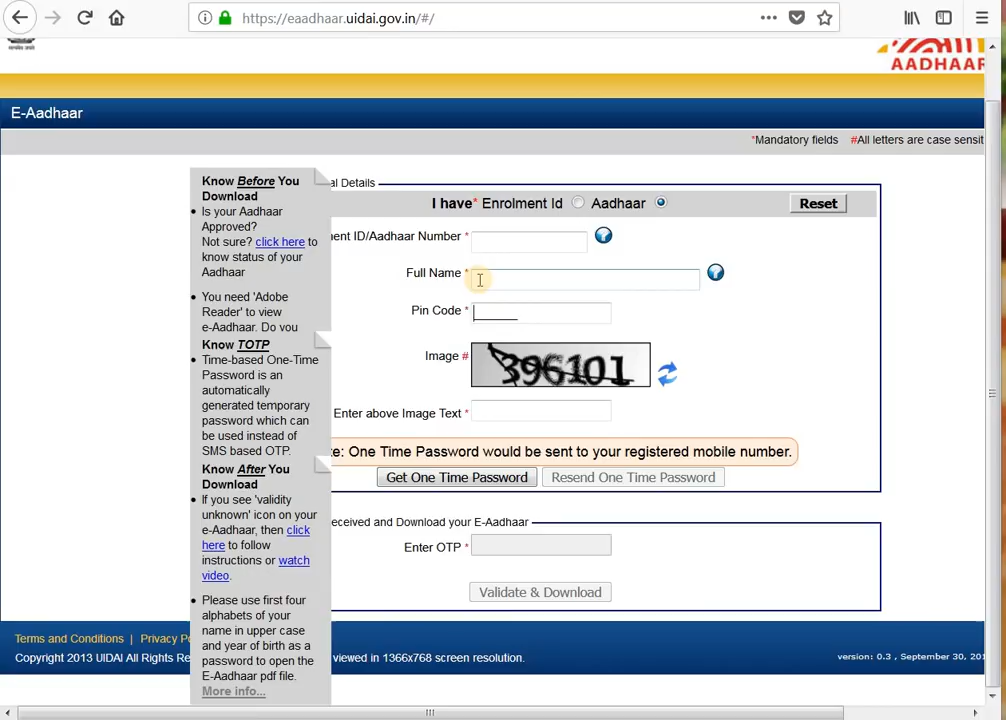 https://eaadhaar.uidai.gov.in/#/
AADHAAR
E-Aadhaar
*Mandatory fields #All letters are case sensit
Know Before You
Download
Is your Aadhaar
Approved?
Not sure? click here to
know status of your
Aadhaar
You need 'Adobe
Reader' to view
e-Aadhaar. Do you
Know TOTP
Time-based One-Time
Password is an
automatically
generated temporary
password which can
be used instead of
SMS based OTP.
Know After You
Download
If you see 'validity
unknown' icon on your
e-Aadhaar, then click
here to follow
instructions or watch
video.
Please use first four
alphabets of your
name in upper case
and year of birth as a
password to open the
E-Aadhaar pdf file.
More info...
al Details
I have* Enrolment Id Aadhaar Reset
ent ID/Aadhaar Number *
Full Name *
Pin Code *
Image #
396101
Enter above Image Text *
te: One Time Password would be sent to your registered mobile number.
Get One Time Password Resend One Time Password
eceived and Download your E-Aadhaar
Enter OTP *
Validate & Download
Terms and Conditions | Privacy Po
Copyright 2013 UIDAI All Rights Re viewed in 1366x768 screen resolution.
version: 0.3 , September 30, 201